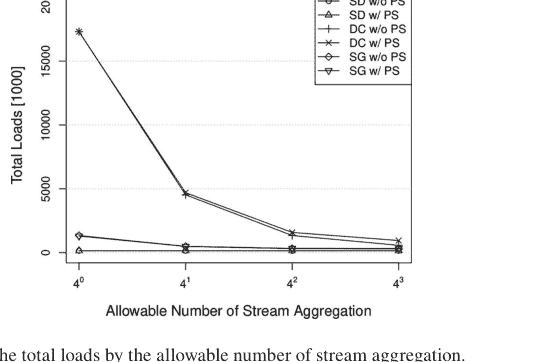 SD w/o PS
SD w/ PS
DC w/o PS
DC w/ PS
SG w/o PS
SG w/ PS
20
15000
10000
5000
0
Total Loads [1000]
4⁰ 4¹ 4² 4³
Allowable Number of Stream Aggregation
he total loads by the allowable number of stream aggregation.